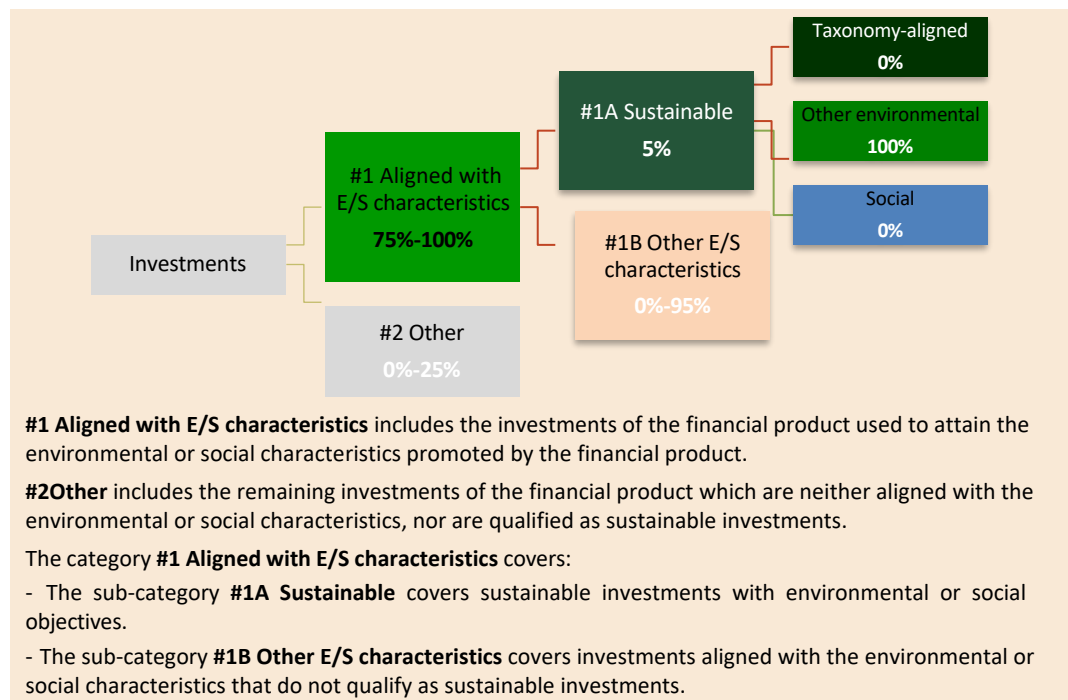 Taxonomy-aligned
0%
#1A Sustainable
5%
Other environmental
100%
#1 Aligned with
E/S characteristics
75%-100%
Social
0%
#1B Other E/S
characteristics
0%-95%
Investments
#2 Other
0%-25%
#1 Aligned with E/S characteristics includes the investments of the financial product used to attain the
environmental or social characteristics promoted by the financial product.
#2Other includes the remaining investments of the financial product which are neither aligned with the
environmental or social characteristics, nor are qualified as sustainable investments.
The category #1 Aligned with E/S characteristics covers:
- The sub-category #1A Sustainable covers sustainable investments with environmental or social
objectives.
- The sub-category #1B Other E/S characteristics covers investments aligned with the environmental or
social characteristics that do not qualify as sustainable investments.